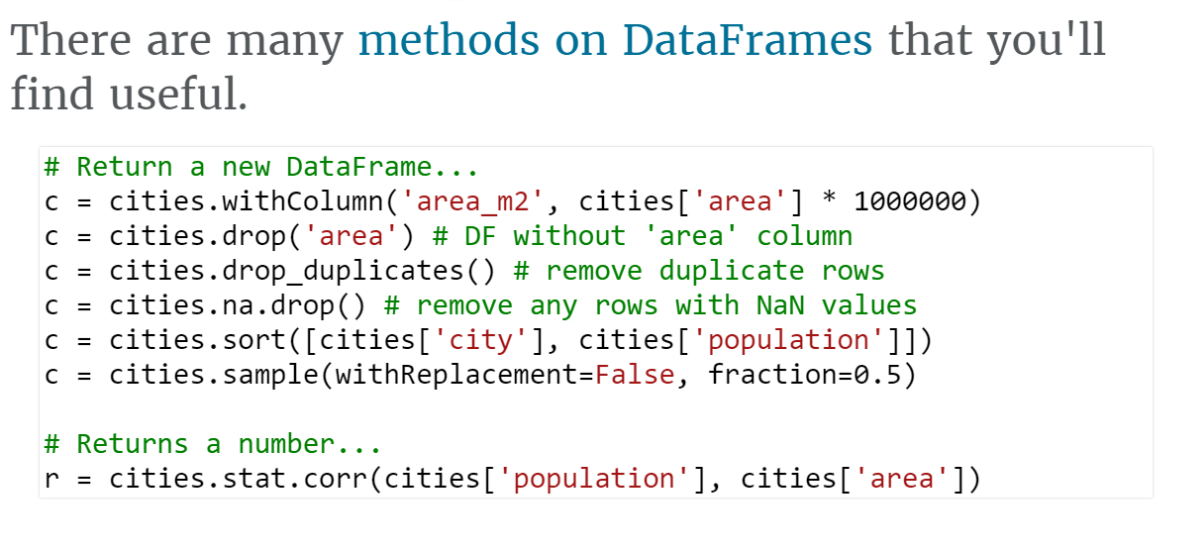 There are many methods on DataFrames that you'll
find useful.
# Return a new DataFrame...
c = cities.withColumn('area_m2', cities['area'] * 1000000)
c = cities.drop('area') # DF without 'area' column
c = cities.drop_duplicates() # remove duplicate rows
c = cities.na.drop() # remove any rows with NaN values
c = cities.sort([cities['city'], cities['population']])
c = cities.sample(withReplacement=False, fraction=0.5)
# Returns a number...
r = cities.stat.corr(cities['population'], cities['area'])